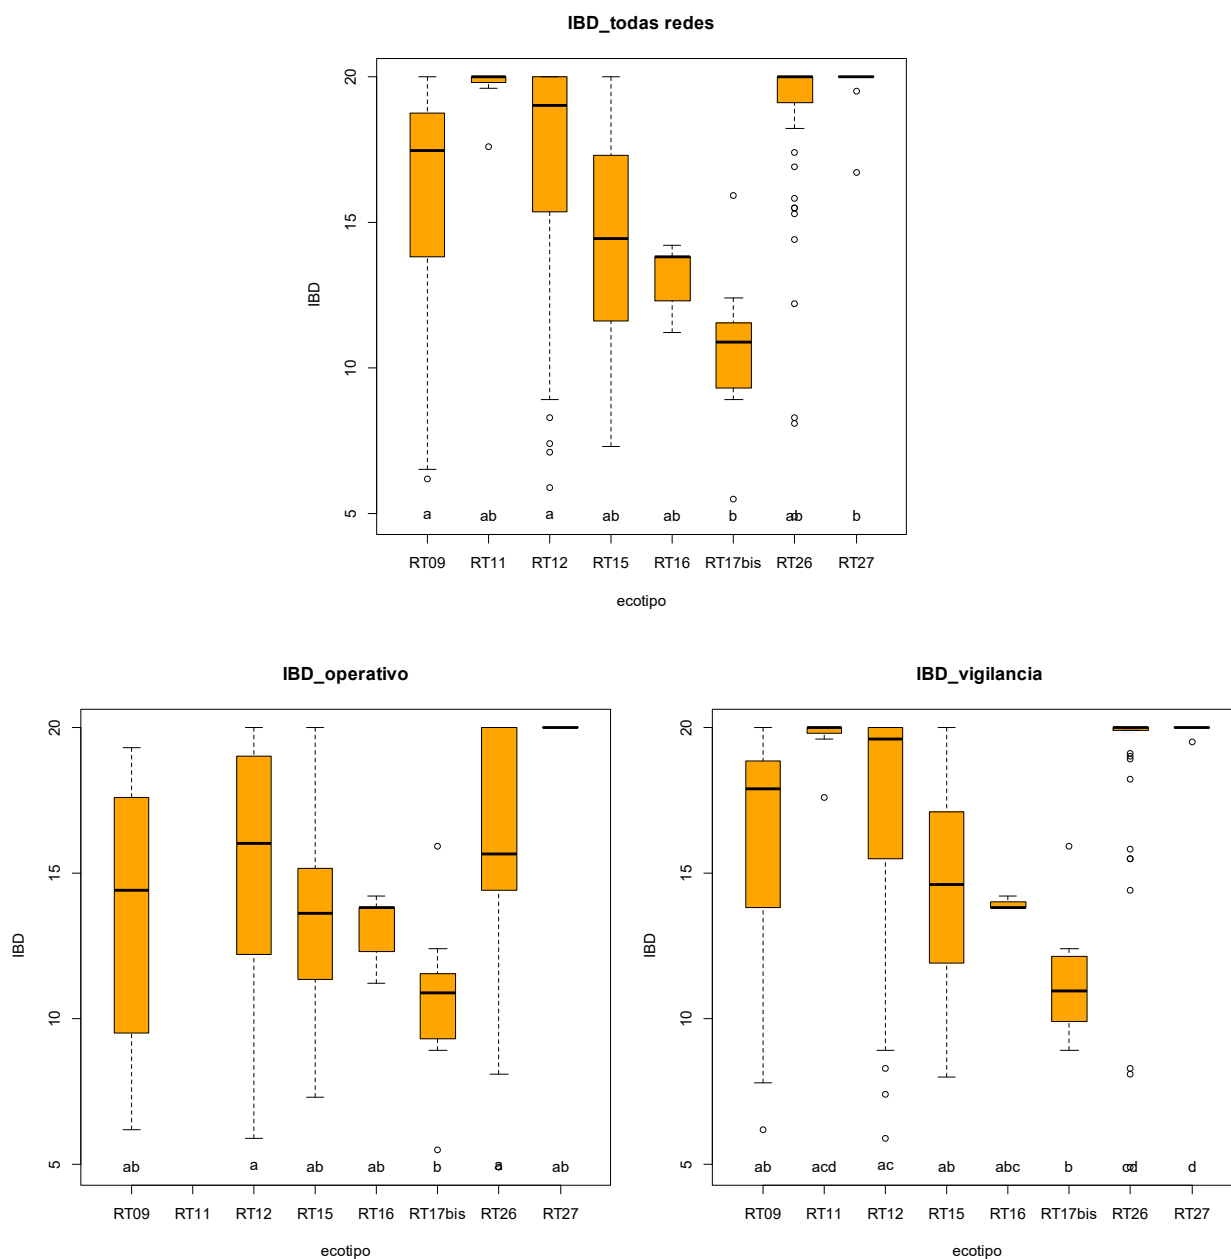 IBD_todas redes
IBD
20
15
10
5
a ab a ab ab b ab b
RT09 RT11 RT12 RT15 RT16 RT17bis RT26 RT27
ecotipo
IBD_operativo
IBD
20
15
10
5
ab a ab ab b a ab
RT09 RT11 RT12 RT15 RT16 RT17bis RT26 RT27
ecotipo
IBD_vigilancia
IBD
20
15
10
5
ab acd ac ab abc b cd d
RT09 RT11 RT12 RT15 RT16 RT17bis RT26 RT27
ecotipo